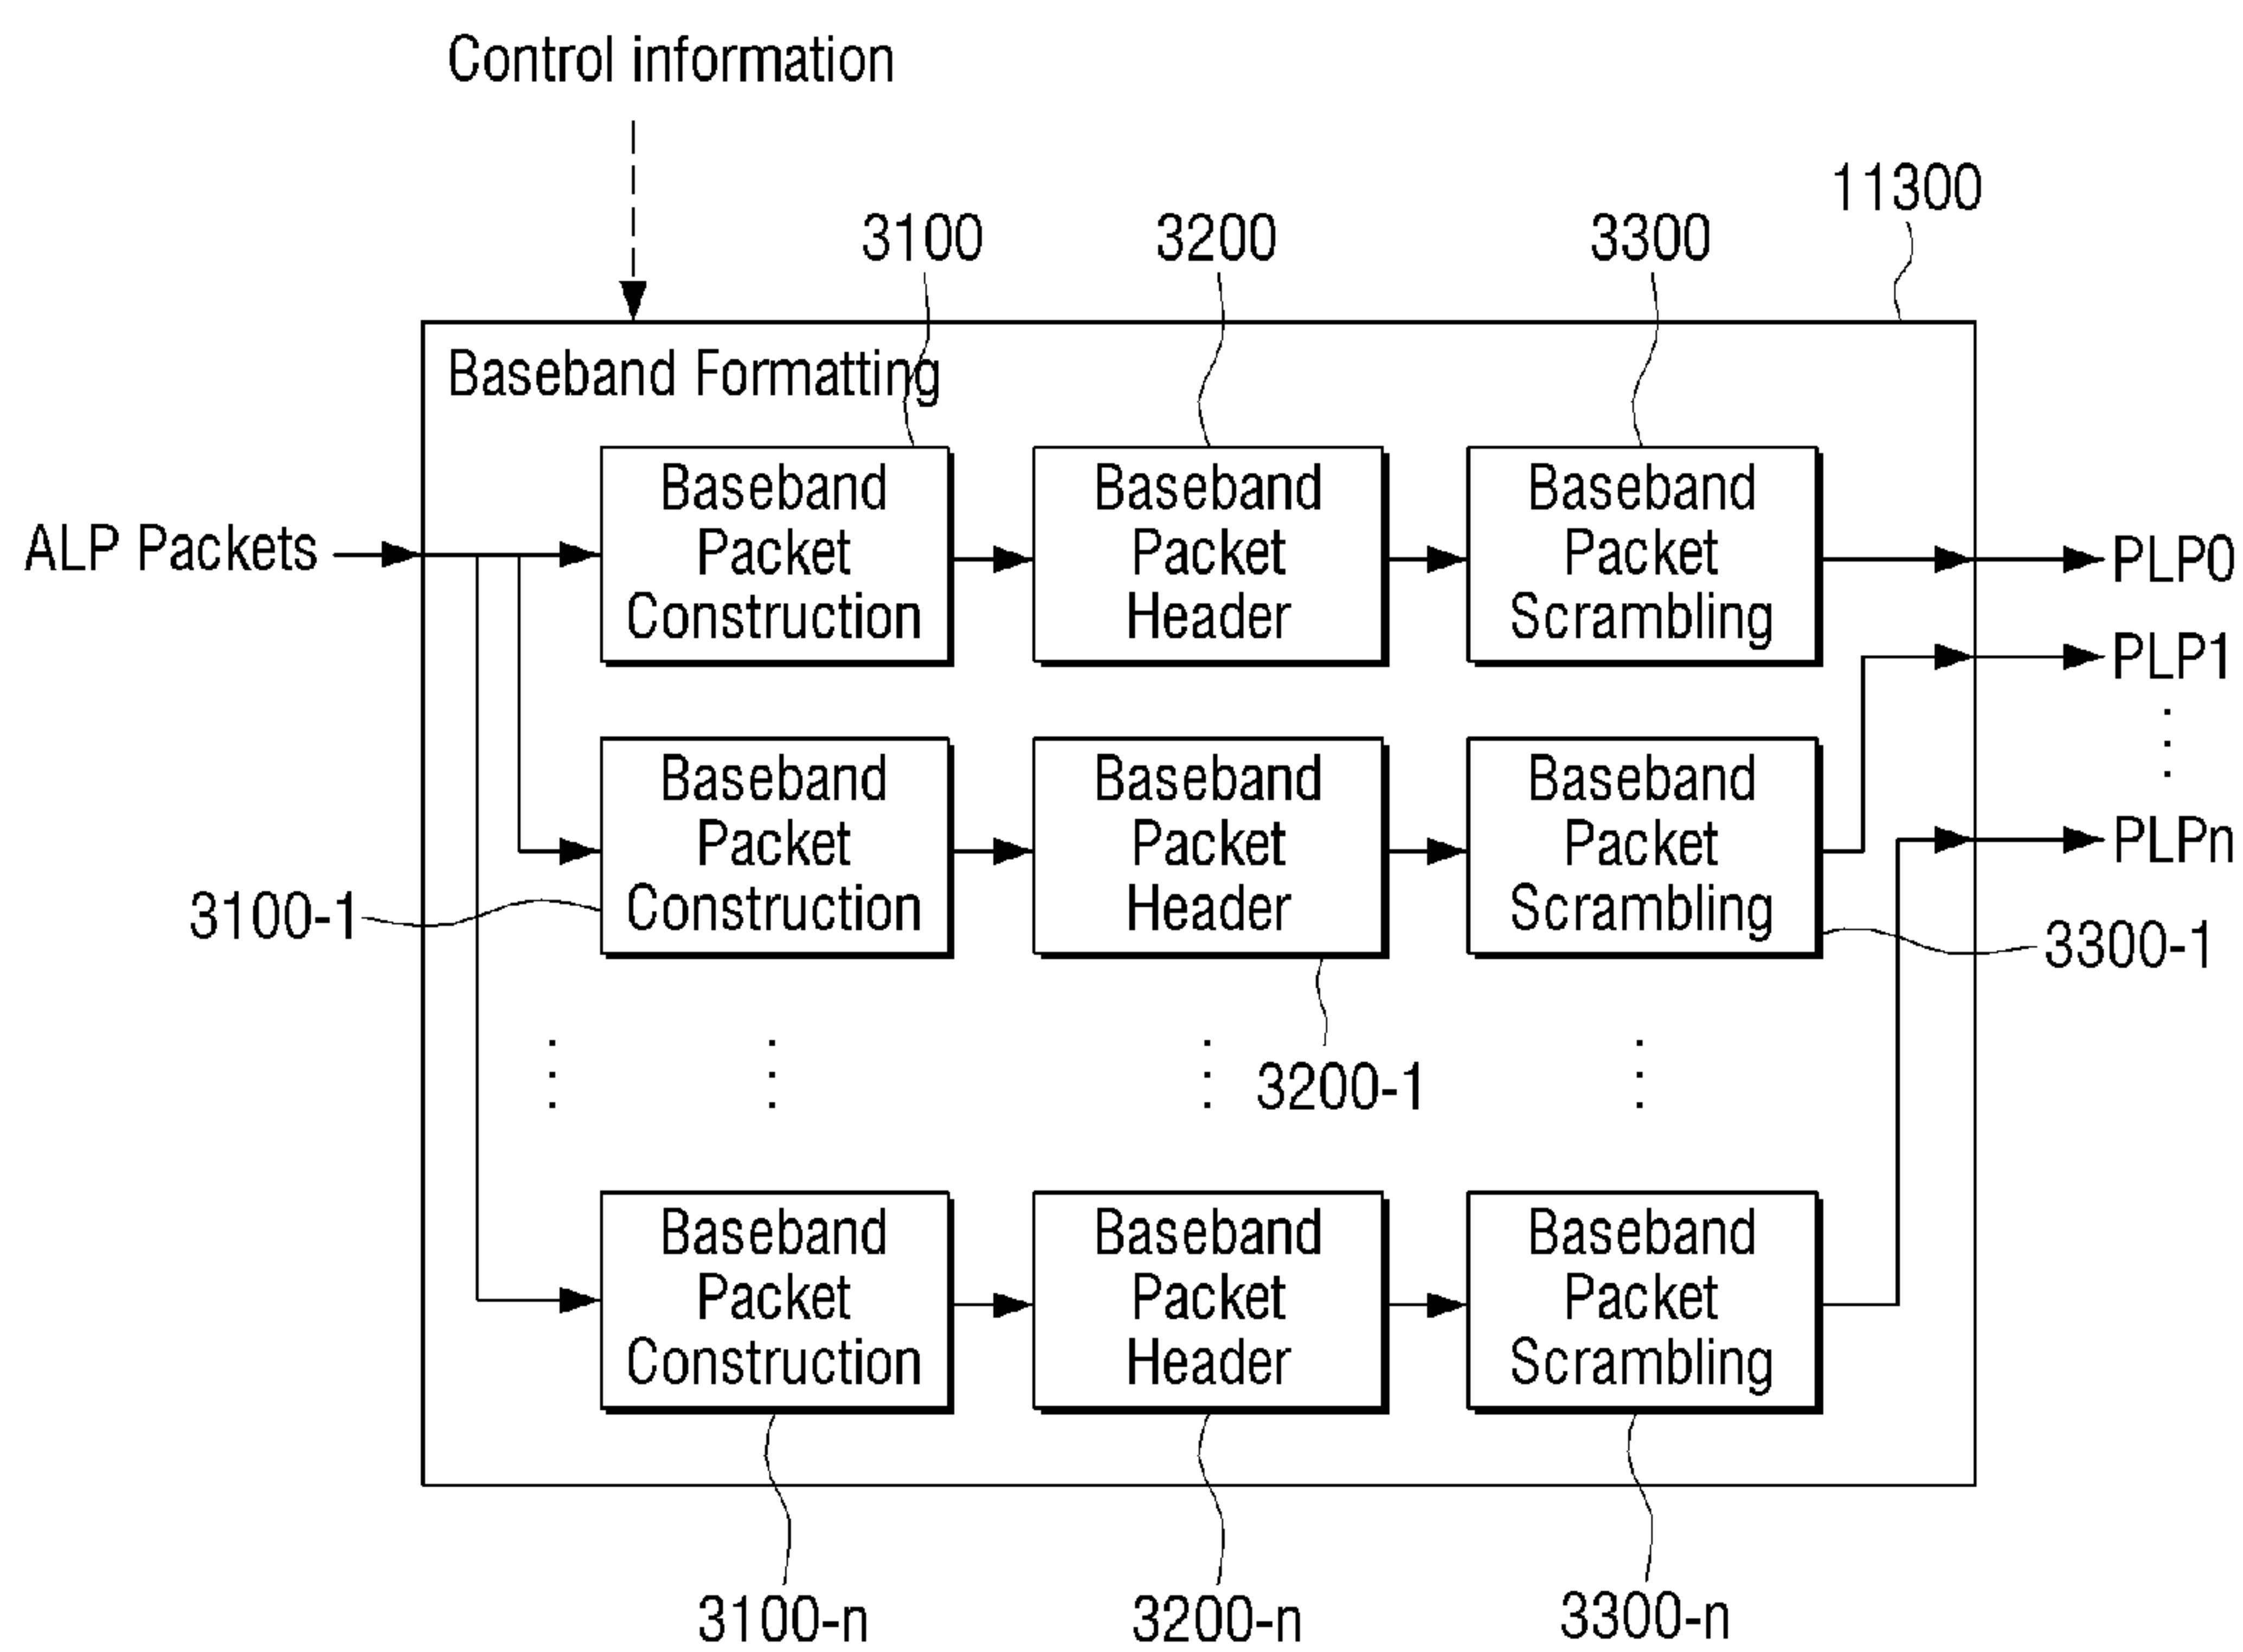 Control information
11300
3100
3200
3300
Baseband Formatting
Baseband
Packet
Construction
Baseband
Packet
Header
Baseband
Packet
Scrambling
ALP Packets
PLP0
PLP1
PLPn
Baseband
Packet
Construction
Baseband
Packet
Header
Baseband
Packet
Scrambling
3100-1
3300-1
3200-1
Baseband
Packet
Construction
Baseband
Packet
Header
Baseband
Packet
Scrambling
3100-n
3200-n
3300-n